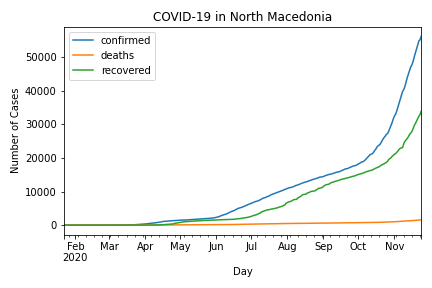 COVID-19 in North Macedonia
confirmed
deaths
recovered
Number of Cases
50000
40000
30000
20000
10000
0
Feb Mar Apr May Jun Jul Aug Sep Oct Nov
2020
Day